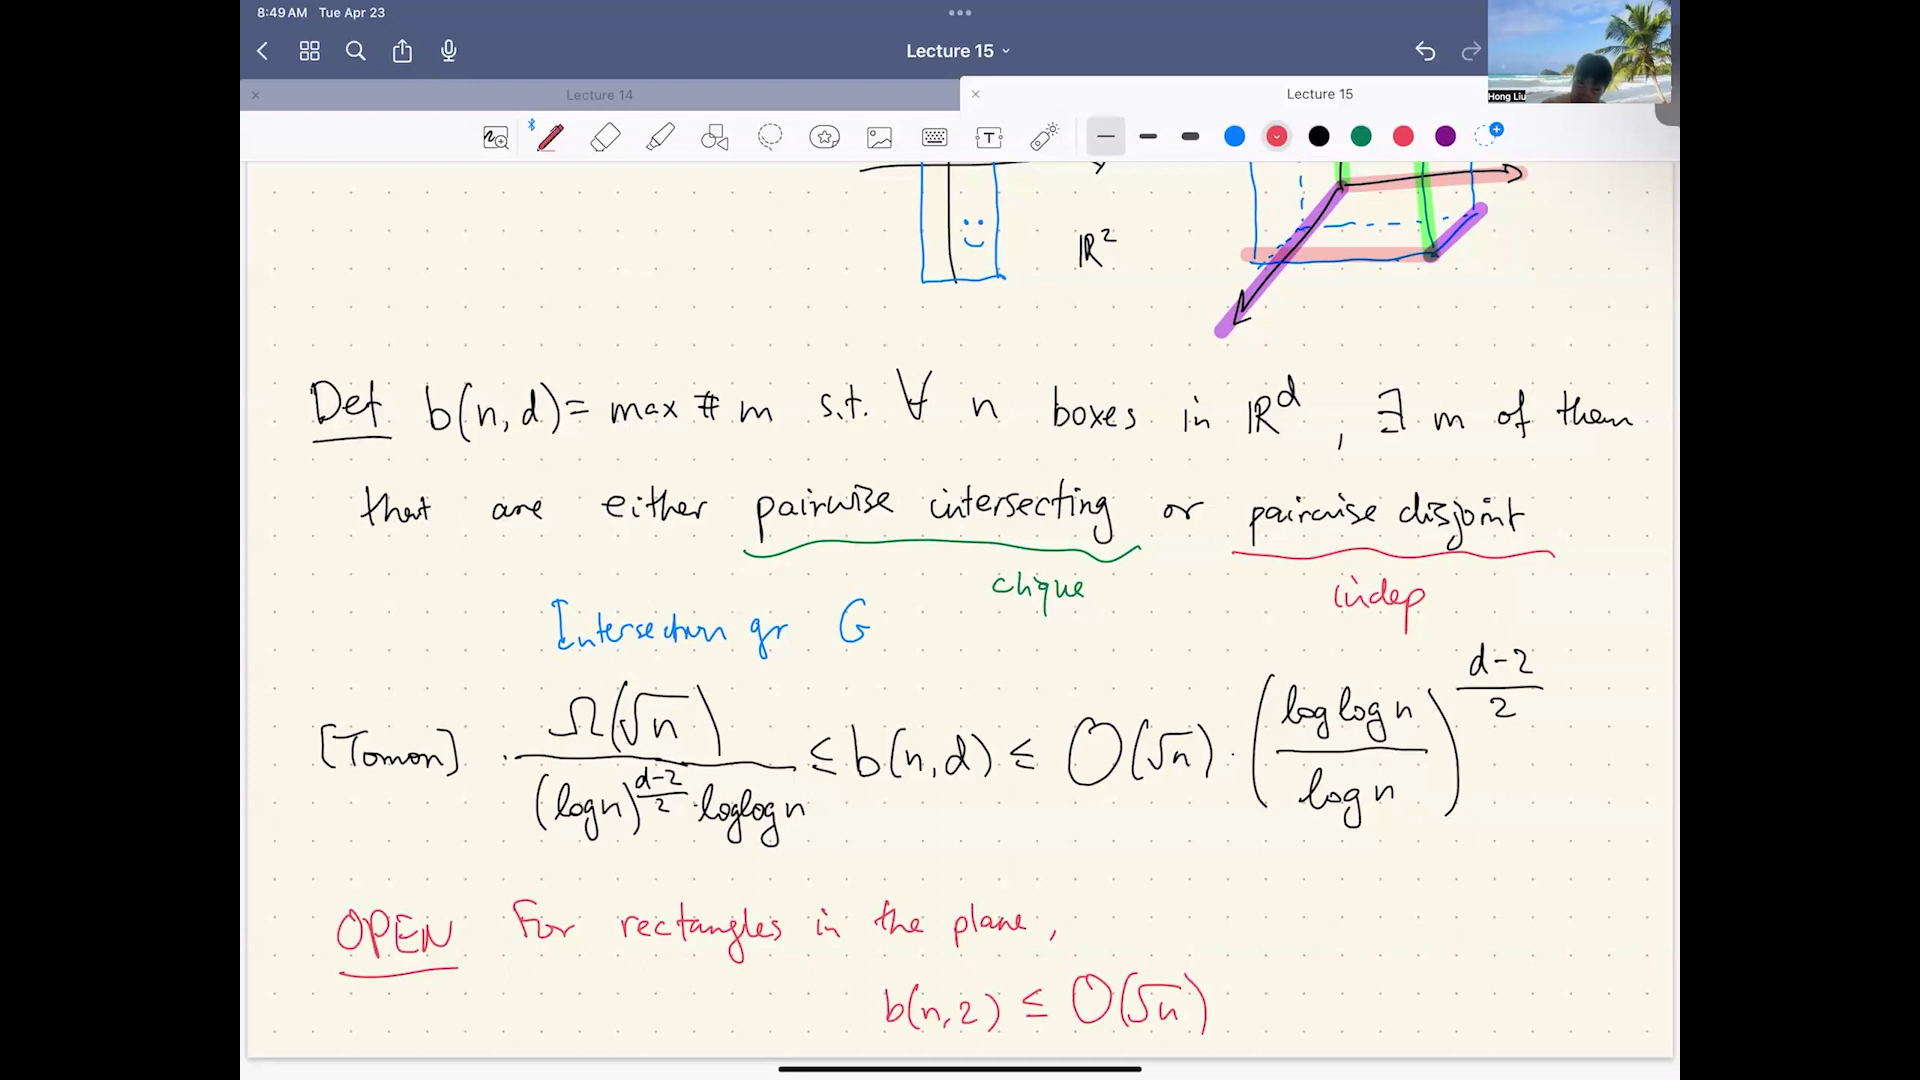 8:49 AM Tue Apr 23
Lecture 15
Lecture 14
Lecture 15
Hong Liu
ℝ²
Def b(n,d) = max # m s.t. ∀ n boxes in ℝ^d, ∃ m of them
that are either pairwise intersecting or pairwise disjoint
clique indep
Intersection gr G
[Tomon] Ω(√n) / ((log n)^((d-2)/2) · loglog n) ≤ b(n,d) ≤ O(√n) · (loglog n / log n)^((d-2)/2)
OPEN For rectangles in the plane,
b(n,2) ≤ O(√n)